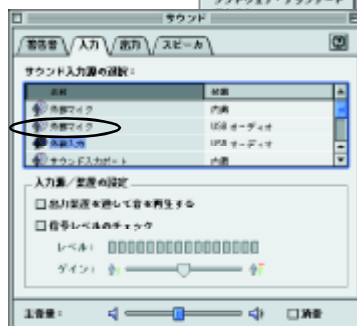 サウンド
警告音 入力 出力 スピーカ
サウンド入力源の選択：
名前 装置
外部マイク 内蔵
外部マイク USB オーディオ
外部入力 USB オーディオ
サウンド入力ポート 内蔵
入力源／装置の設定
出力装置を通して音を再生する
信号レベルのチェック
レベル：
ゲイン：
主音量： 消音